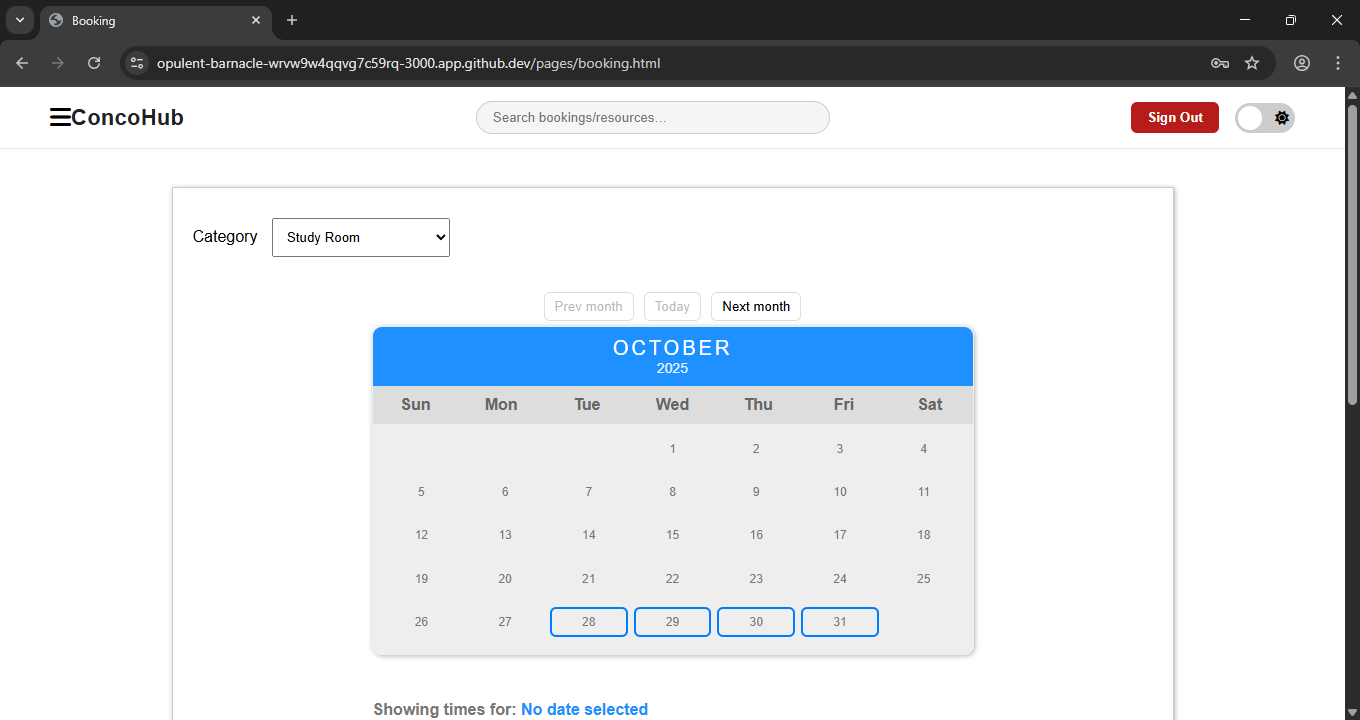 Booking
opulent-barnacle-wrvw9w4qqvg7c59rq-3000.app.github.dev/pages/booking.html
ConcoHub
Search bookings/resources...
Sign Out
Category
Study Room
Prev month
Today
Next month
OCTOBER
2025
Sun Mon Tue Wed Thu Fri Sat
1 2 3 4
5 6 7 8 9 10 11
12 13 14 15 16 17 18
19 20 21 22 23 24 25
26 27 28 29 30 31
Showing times for: No date selected